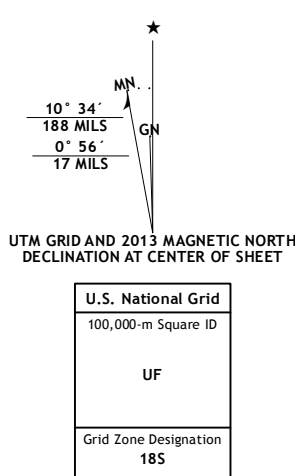 ★
MN
GN
10° 34´
188 MILS
0° 56´
17 MILS
UTM GRID AND 2013 MAGNETIC NORTH
DECLINATION AT CENTER OF SHEET
U.S. National Grid
100,000-m Square ID
UF
Grid Zone Designation
18S